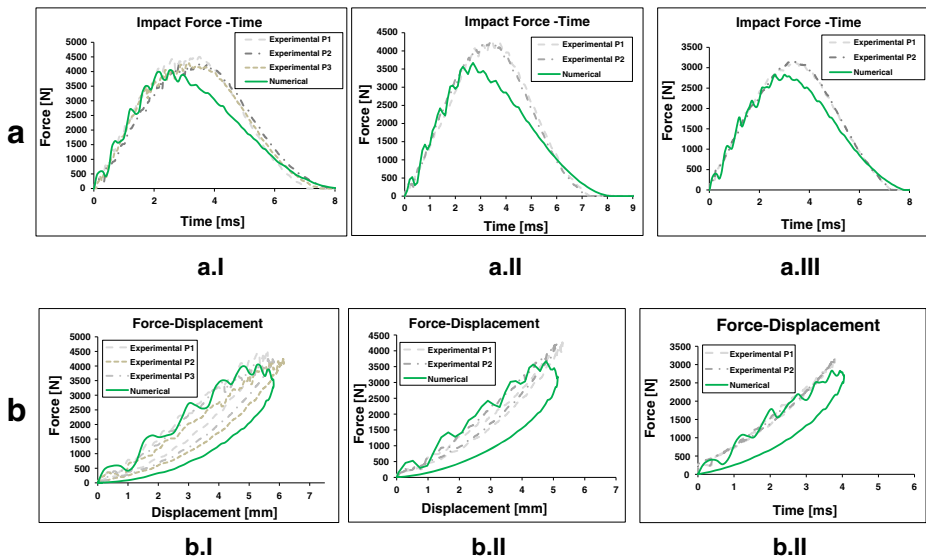 a
Impact Force -Time
Force [N]
5000
4500
4000
3500
3000
2500
2000
1500
1000
500
0
Experimental P1
Experimental P2
Experimental P3
Numerical
0 2 4 6 8
Time [ms]
a.I
Impact Force -Time
Force [N]
4500
4000
3500
3000
2500
2000
1500
1000
500
0
Experimental P1
Experimental P2
Numerical
0 1 2 3 4 5 6 7 8 9
Time [ms]
a.II
Impact Force -Time
Force [N]
3500
3000
2500
2000
1500
1000
500
0
Experimental P1
Experimental P2
Numerical
0 2 4 6 8
Time [ms]
a.III
b
Force-Displacement
Force [N]
5000
4500
4000
3500
3000
2500
2000
1500
1000
500
0
Experimental P1
Experimental P2
Experimental P3
Numerical
0 1 2 3 4 5 6 7
Displacement [mm]
b.I
Force-Displacement
Force [N]
4500
4000
3500
3000
2500
2000
1500
1000
500
0
Experimental P1
Experimental P2
Numerical
0 1 2 3 4 5 6 7
Displacement [mm]
b.II
Force-Displacement
Force [N]
3500
3000
2500
2000
1500
1000
500
0
Experimental P1
Experimental P2
Numerical
0 1 2 3 4 5 6
Time [ms]
b.II